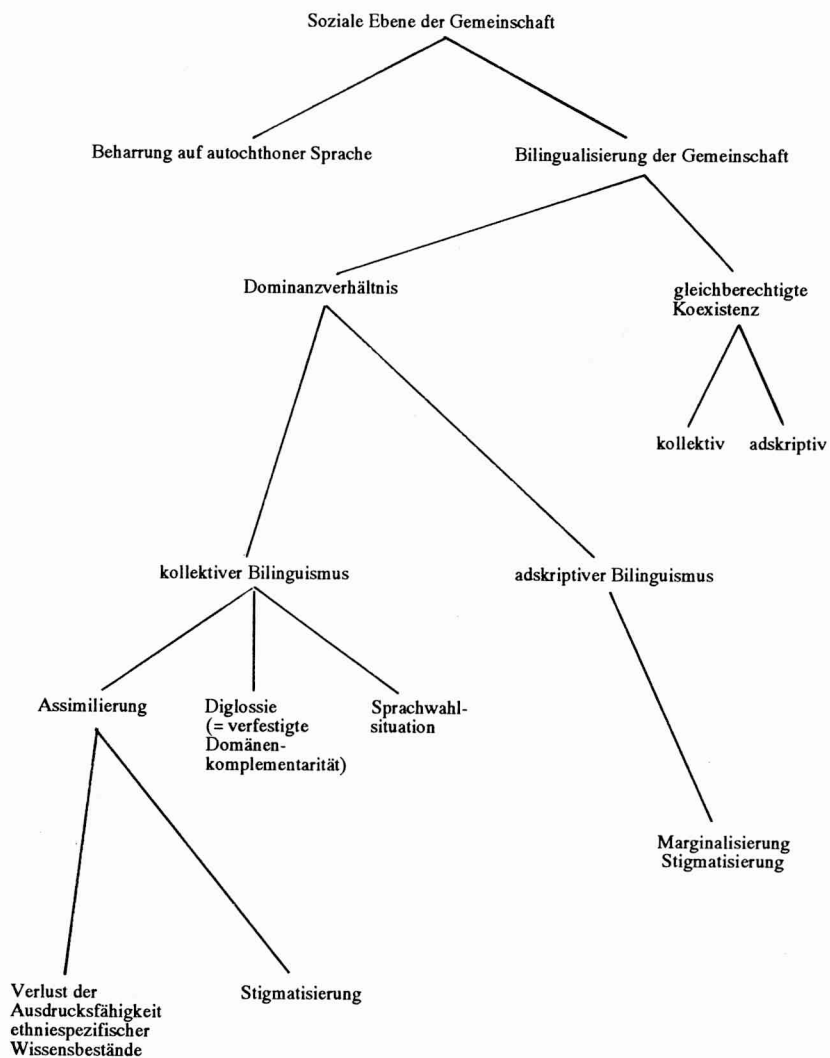 Soziale Ebene der Gemeinschaft
Beharrung auf autochthoner Sprache
Bilingualisierung der Gemeinschaft
Dominanzverhältnis
gleichberechtigte
Koexistenz
kollektiv
adskriptiv
kollektiver Bilinguismus
adskriptiver Bilinguismus
Assimilierung
Diglossie
(= verfestigte
Domänen-
komplementarität)
Sprachwahl-
situation
Marginalisierung
Stigmatisierung
Verlust der
Ausdrucksfähigkeit
ethniespezifischer
Wissensbestände
Stigmatisierung